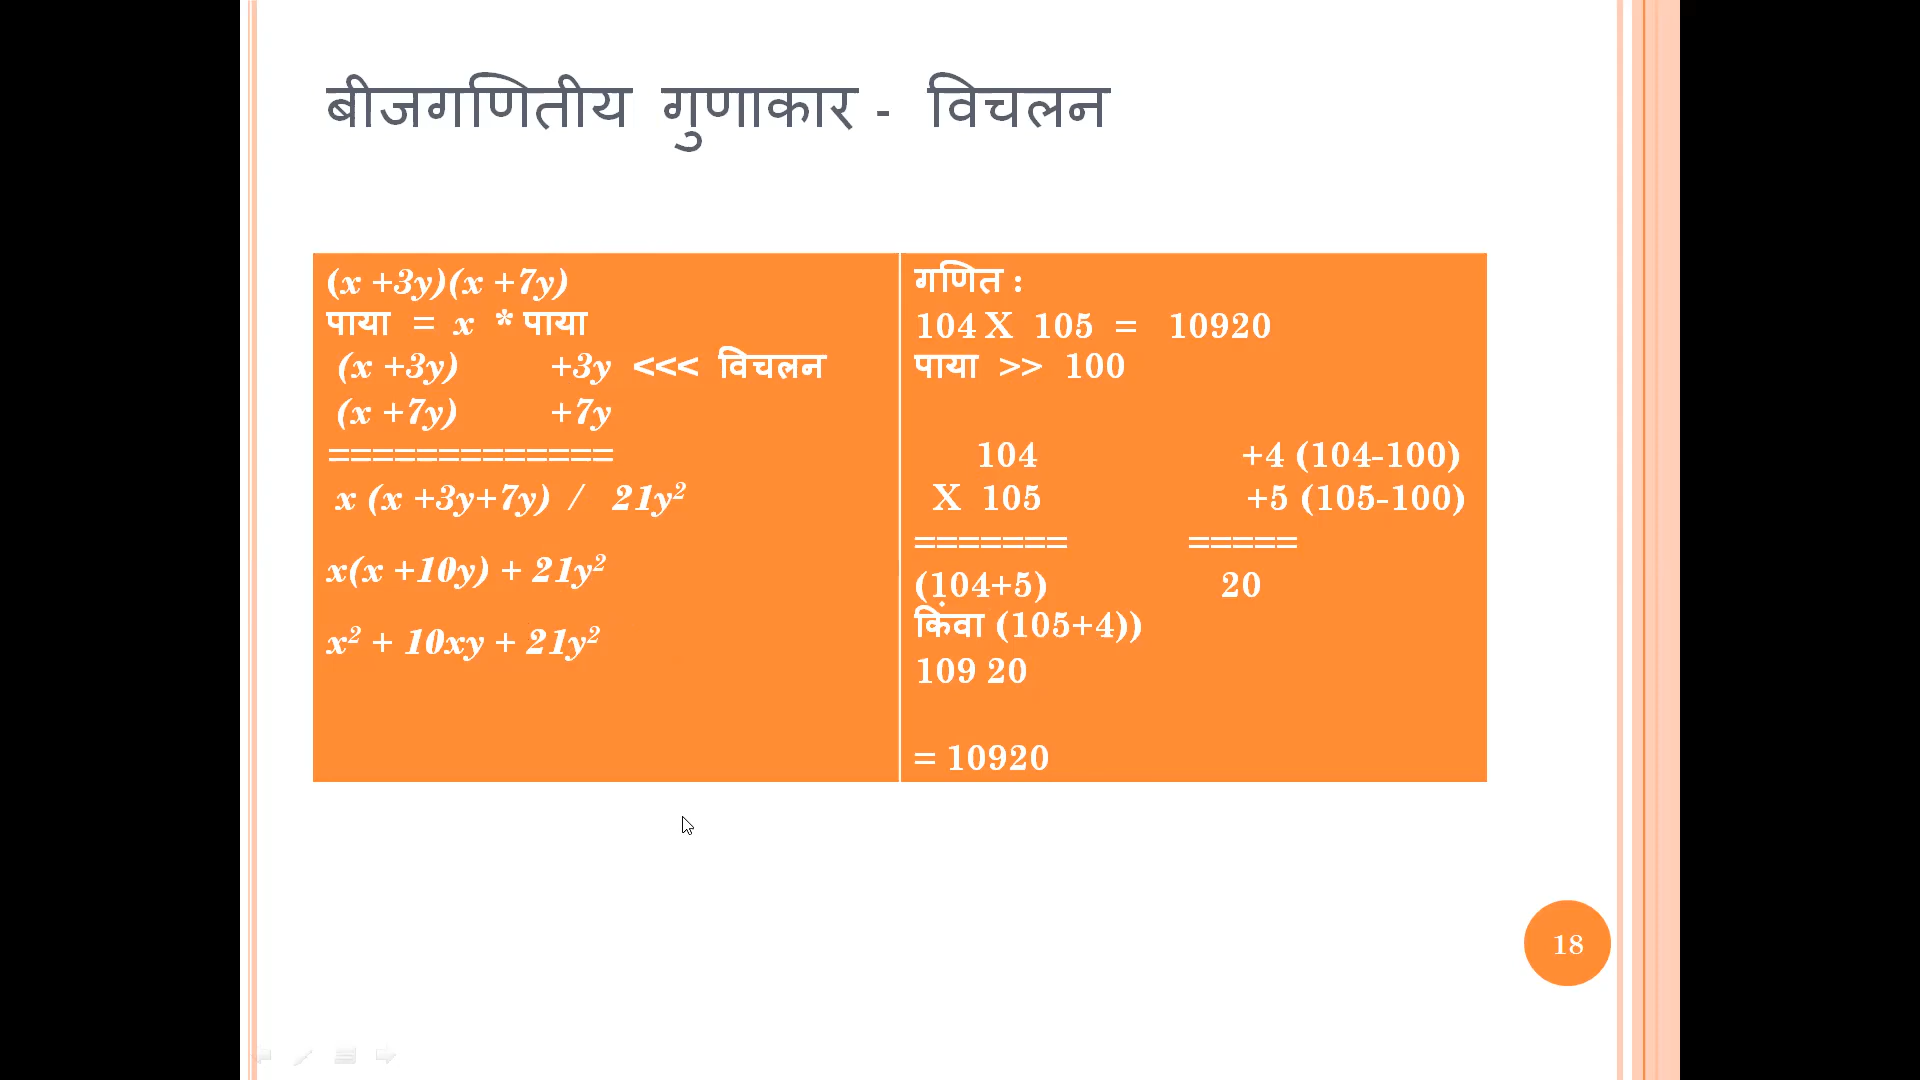 बीजगणितीय गुणाकार - विचलन
(x +3y)(x +7y)
पाया = x * पाया
(x +3y) +3y <<< विचलन
(x +7y) +7y
=============
x (x +3y+7y) / 21y²
x(x +10y) + 21y²
x² + 10xy + 21y²
गणित :
104 X 105 = 10920
पाया >> 100
104 +4 (104-100)
X 105 +5 (105-100)
======= =====
(104+5) 20
किंवा (105+4))
109 20
= 10920
18